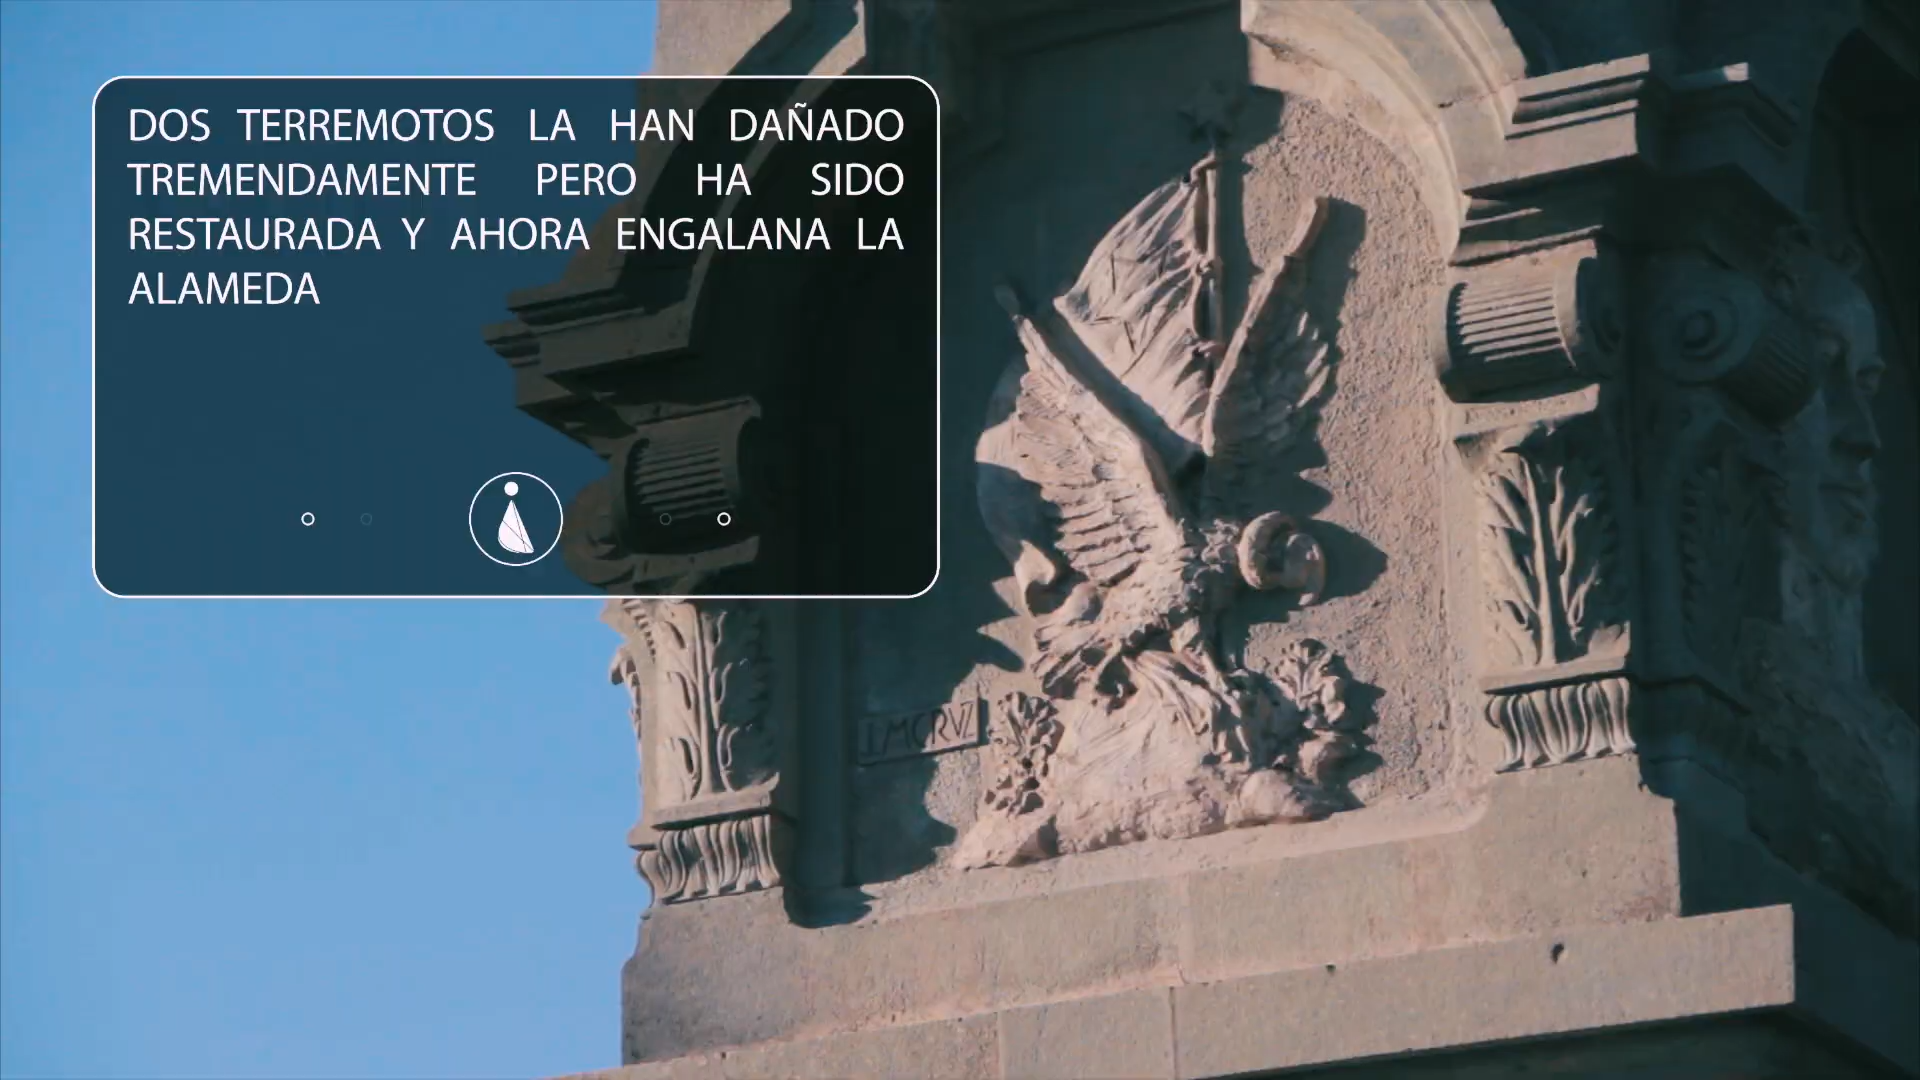 DOS TERREMOTOS LA HAN DAÑADO
TREMENDAMENTE PERO HA SIDO
RESTAURADA Y AHORA ENGALANA LA
ALAMEDA